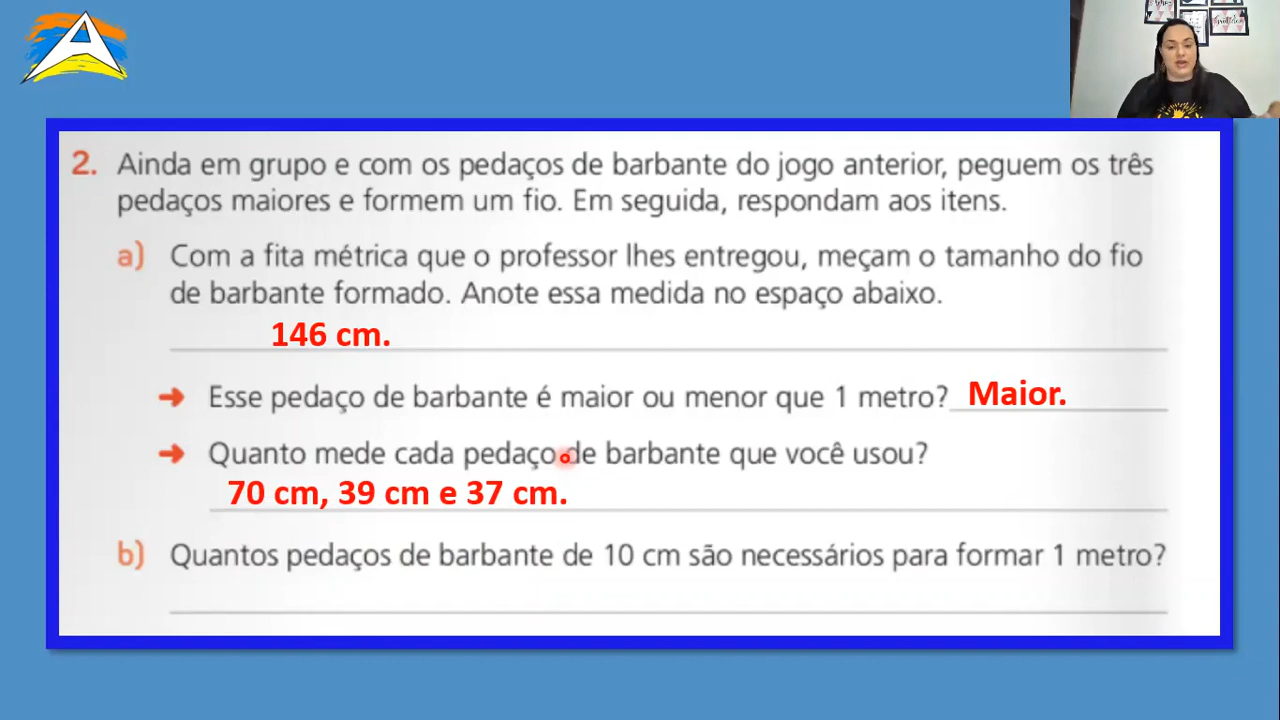 2. Ainda em grupo e com os pedaços de barbante do jogo anterior, peguem os três
pedaços maiores e formem um fio. Em seguida, respondam aos itens.
a) Com a fita métrica que o professor lhes entregou, meçam o tamanho do fio
de barbante formado. Anote essa medida no espaço abaixo.
146 cm.
➜ Esse pedaço de barbante é maior ou menor que 1 metro? Maior.
➜ Quanto mede cada pedaço de barbante que você usou?
70 cm, 39 cm e 37 cm.
b) Quantos pedaços de barbante de 10 cm são necessários para formar 1 metro?